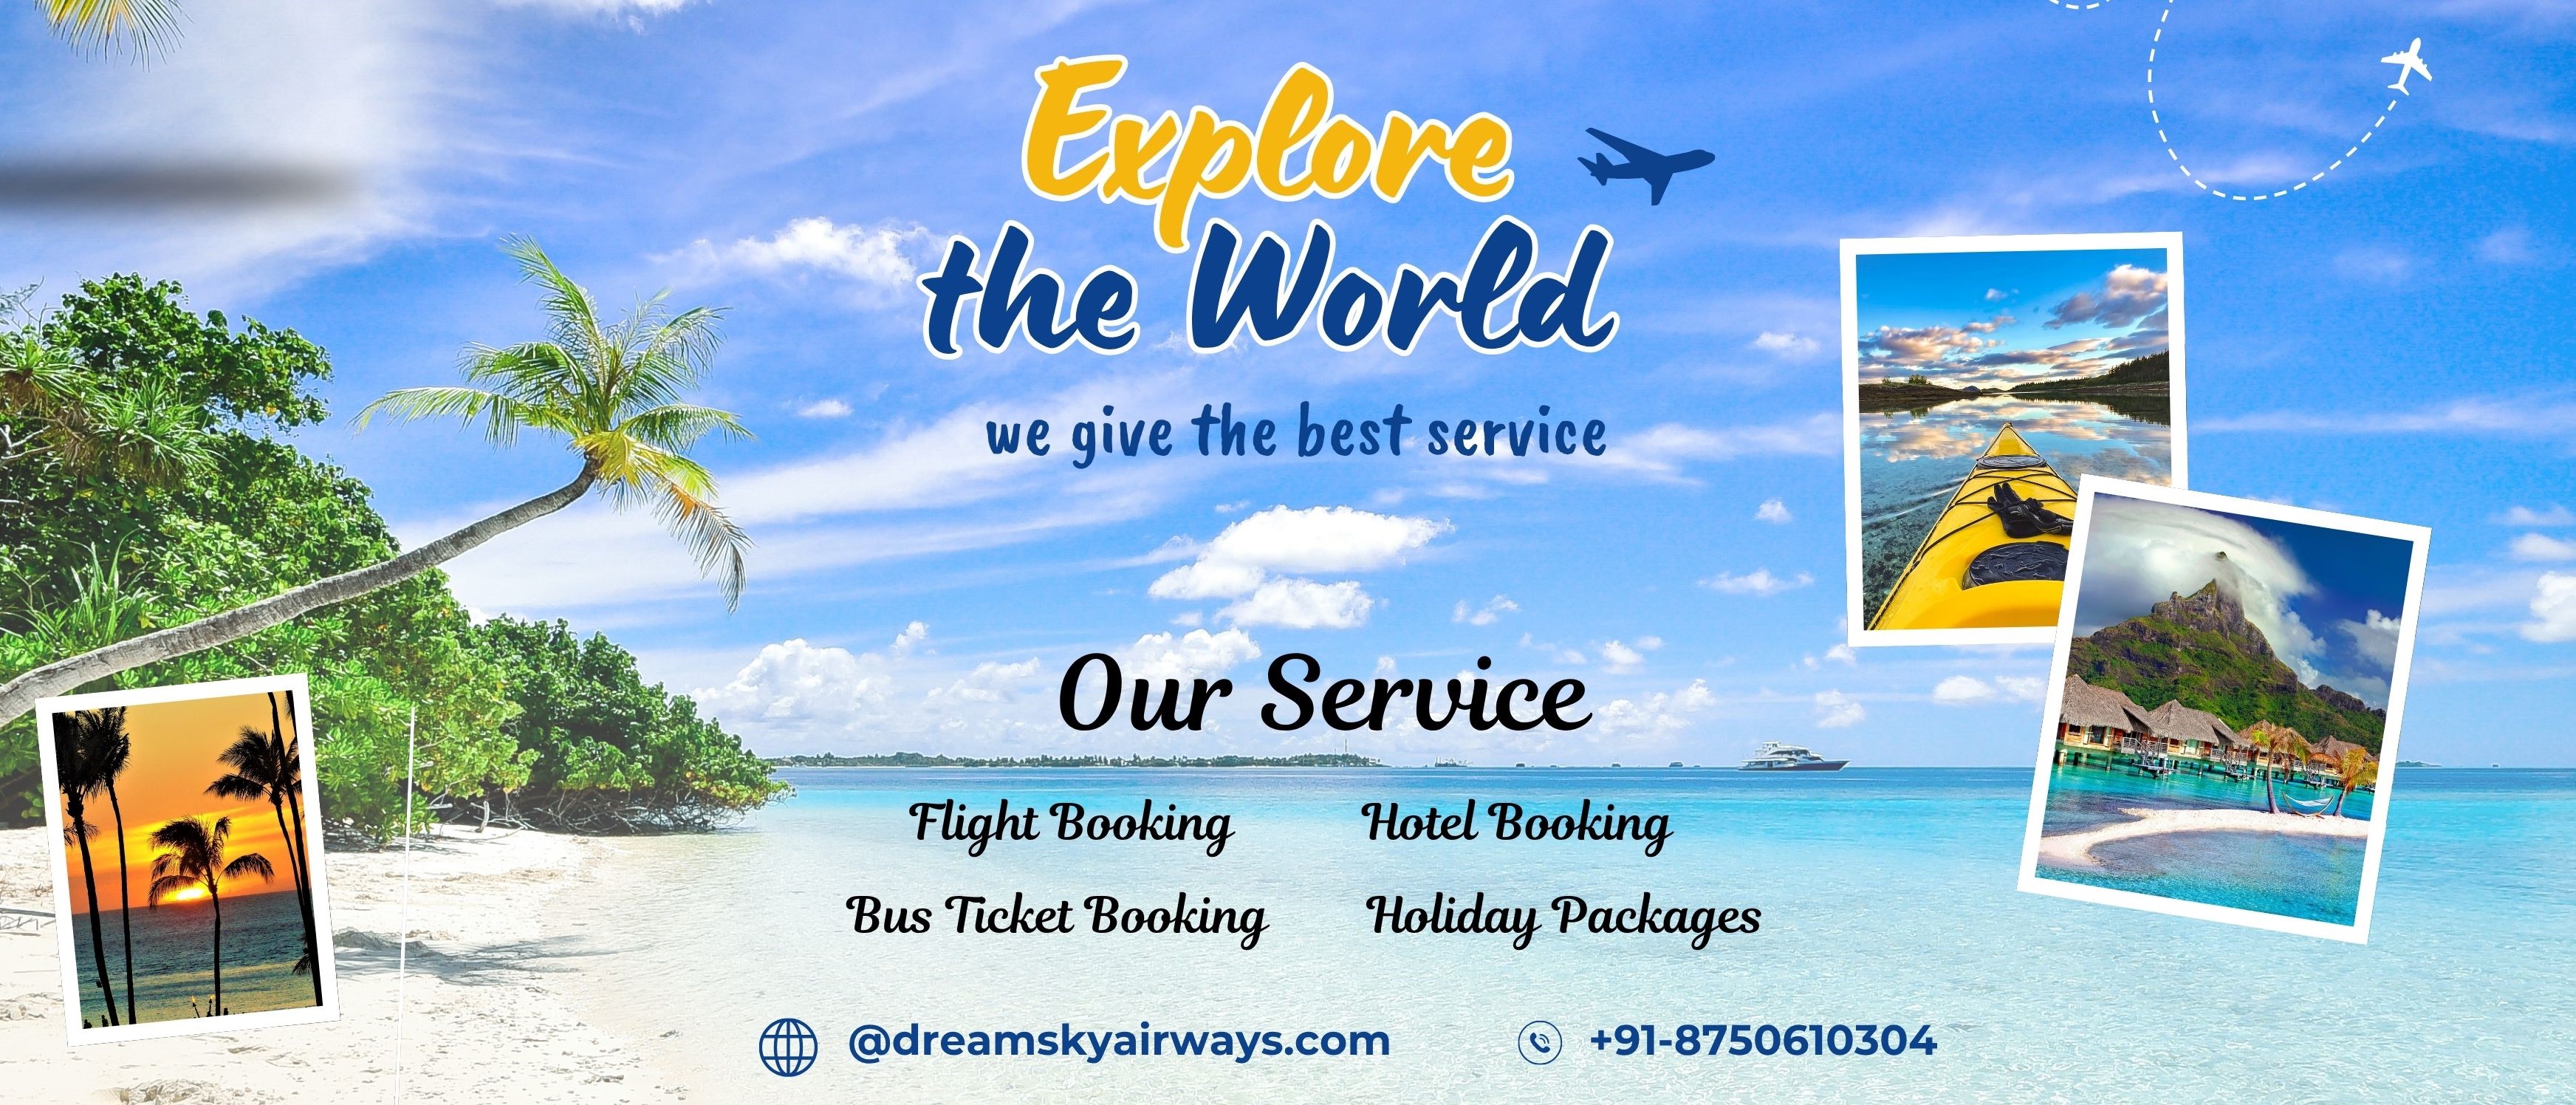 Explore
the World
we give the best service
Our Service
Flight Booking
Hotel Booking
Bus Ticket Booking
Holiday Packages
@dreamskyairways.com
+91-8750610304